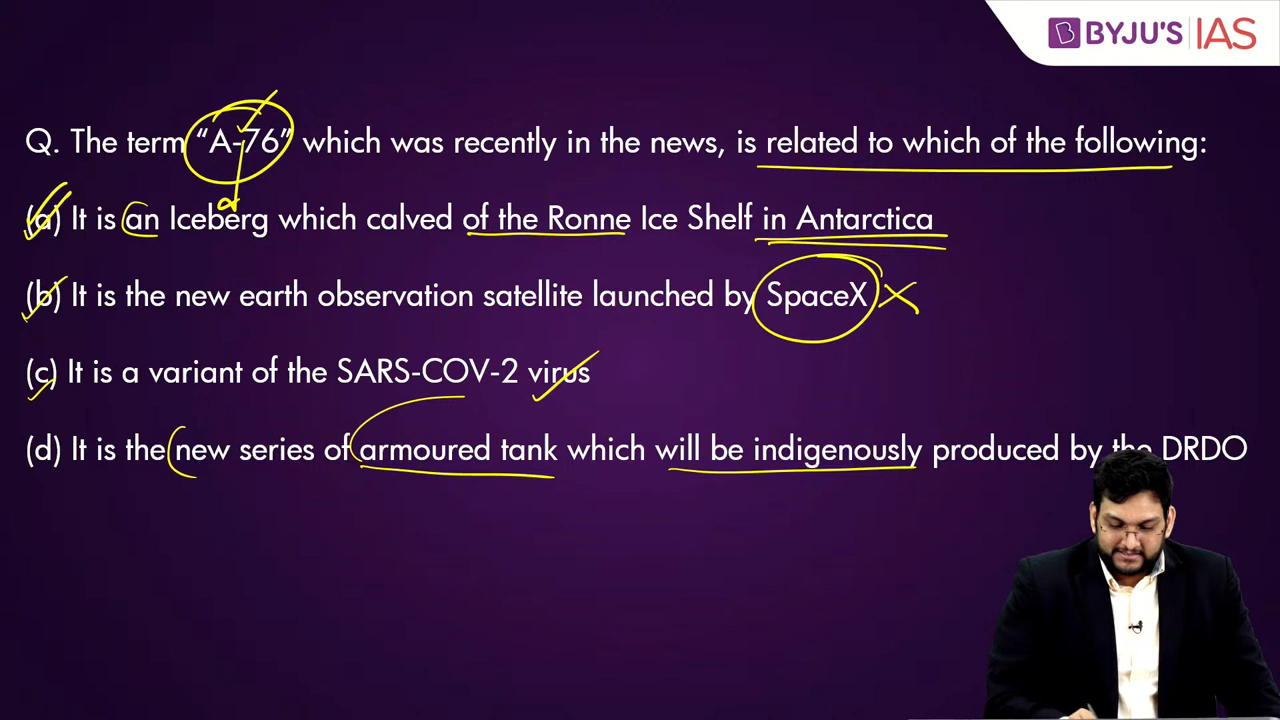 BYJU'S IAS
Q. The term “A-76” which was recently in the news, is related to which of the following:
(a) It is an Iceberg which calved of the Ronne Ice Shelf in Antarctica
(b) It is the new earth observation satellite launched by SpaceX
(c) It is a variant of the SARS-COV-2 virus
(d) It is the new series of armoured tank which will be indigenously produced by the DRDO